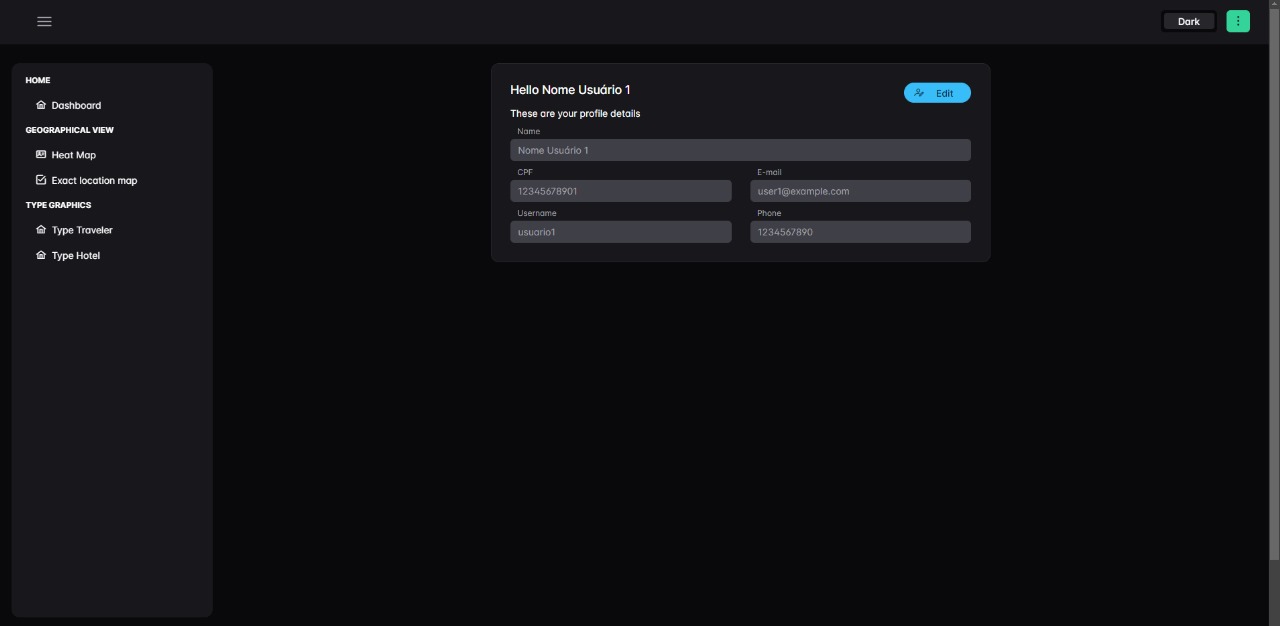 Dark
HOME
Dashboard
GEOGRAPHICAL VIEW
Heat Map
Exact location map
TYPE GRAPHICS
Type Traveler
Type Hotel
Hello Nome Usuário 1
Edit
These are your profile details
Name
Nome Usuário 1
CPF
E-mail
12345678901
user1@example.com
Username
Phone
usuario1
1234567890